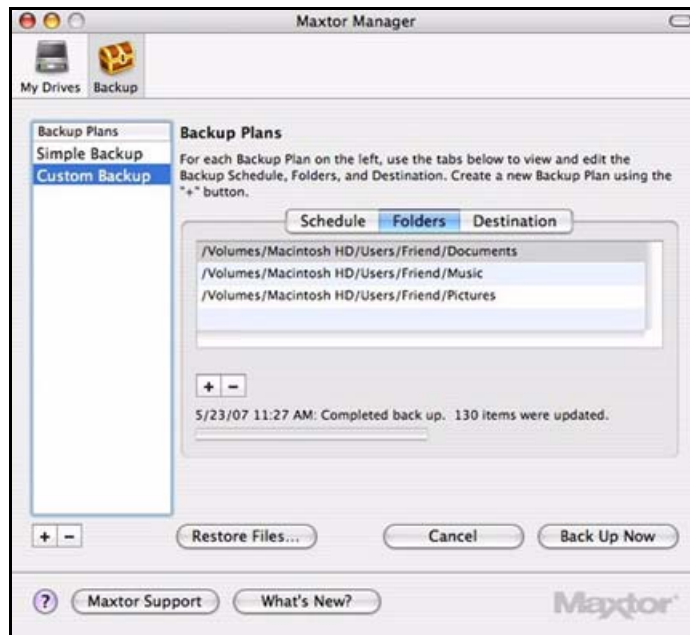 Maxtor Manager
My Drives
Backup
Backup Plans
Simple Backup
Custom Backup
Backup Plans
For each Backup Plan on the left, use the tabs below to view and edit the
Backup Schedule, Folders, and Destination. Create a new Backup Plan using the
"+" button.
Schedule
Folders
Destination
/Volumes/Macintosh HD/Users/Friend/Documents
/Volumes/Macintosh HD/Users/Friend/Music
/Volumes/Macintosh HD/Users/Friend/Pictures
+ -
5/23/07 11:27 AM: Completed back up. 130 items were updated.
+ -
Restore Files...
Cancel
Back Up Now
?
Maxtor Support
What's New?
Maxtor